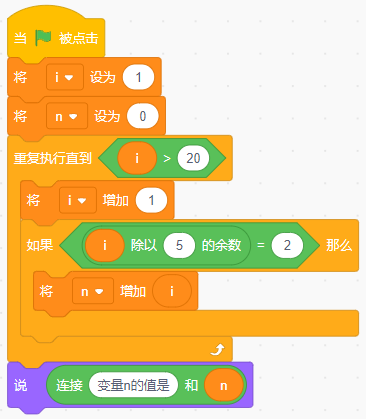 当 被点击
将 i 设为 1
将 n 设为 0
重复执行直到 i > 20
将 i 增加 1
如果 i 除以 5 的余数 = 2 那么
将 n 增加 i
说 连接 变量n的值是 和 n